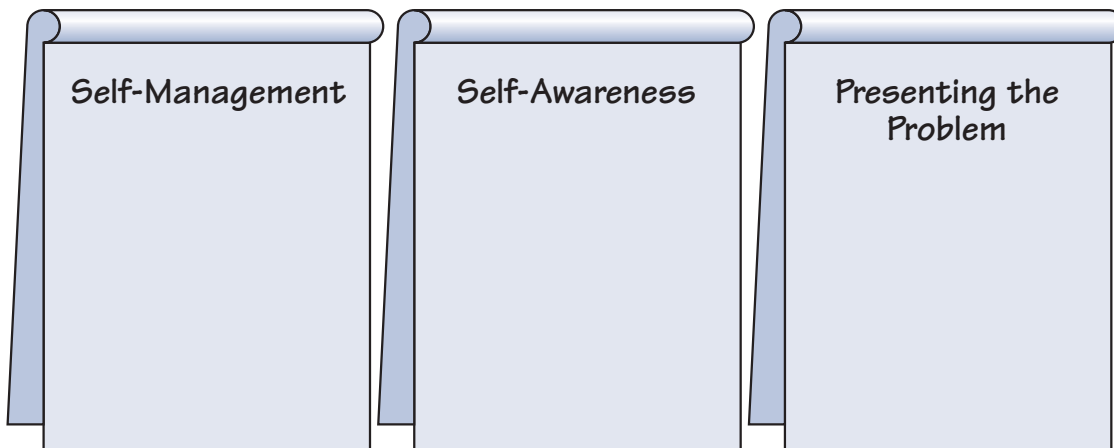 Self-Management
Self-Awareness
Presenting the
Problem